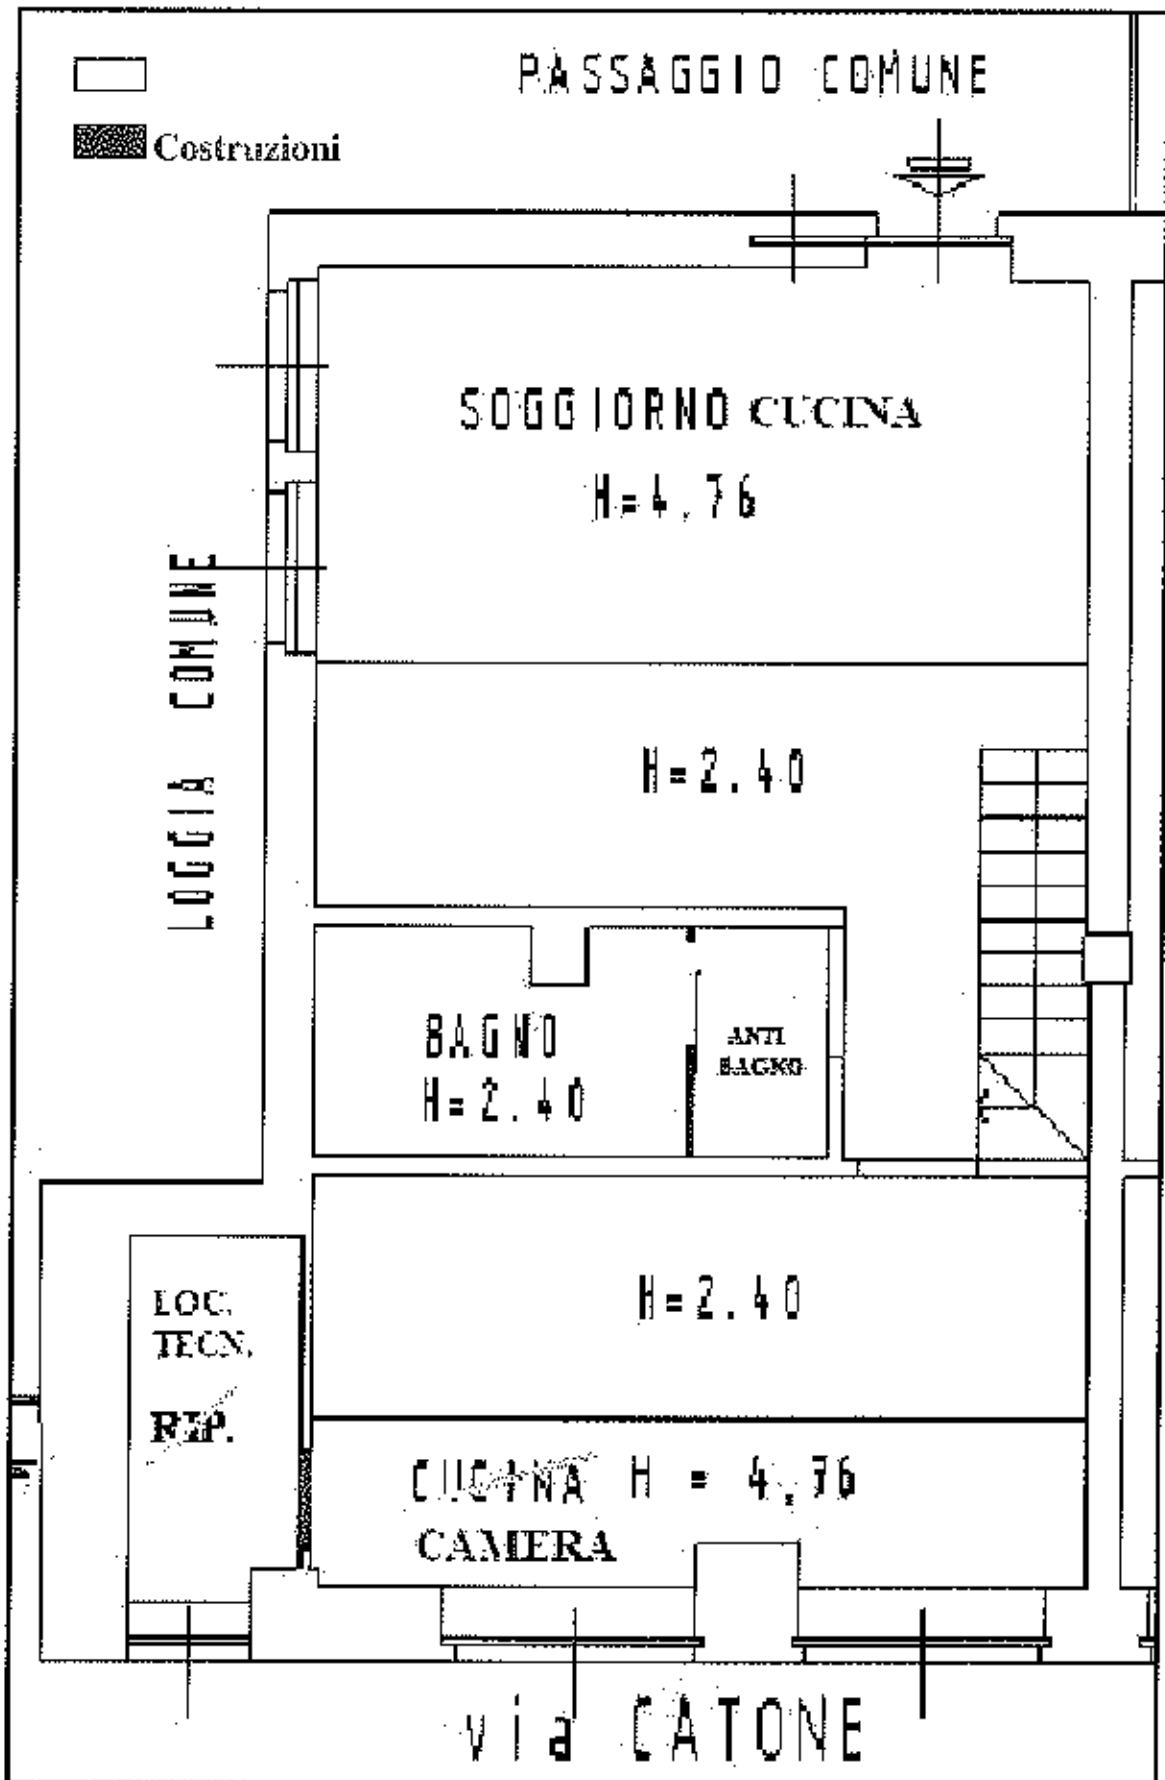 PASSAGGIO COMUNE
Costruzioni
SOGGIORNO CUCINA
H=4,76
LOGGIA COMUNE
H=2.40
BAGNO
H=2.40
ANTI
BAGNO
H=2.40
LOC.
TECN.
RIP.
CUCINA H = 4,76
CAMERA
via CATONE